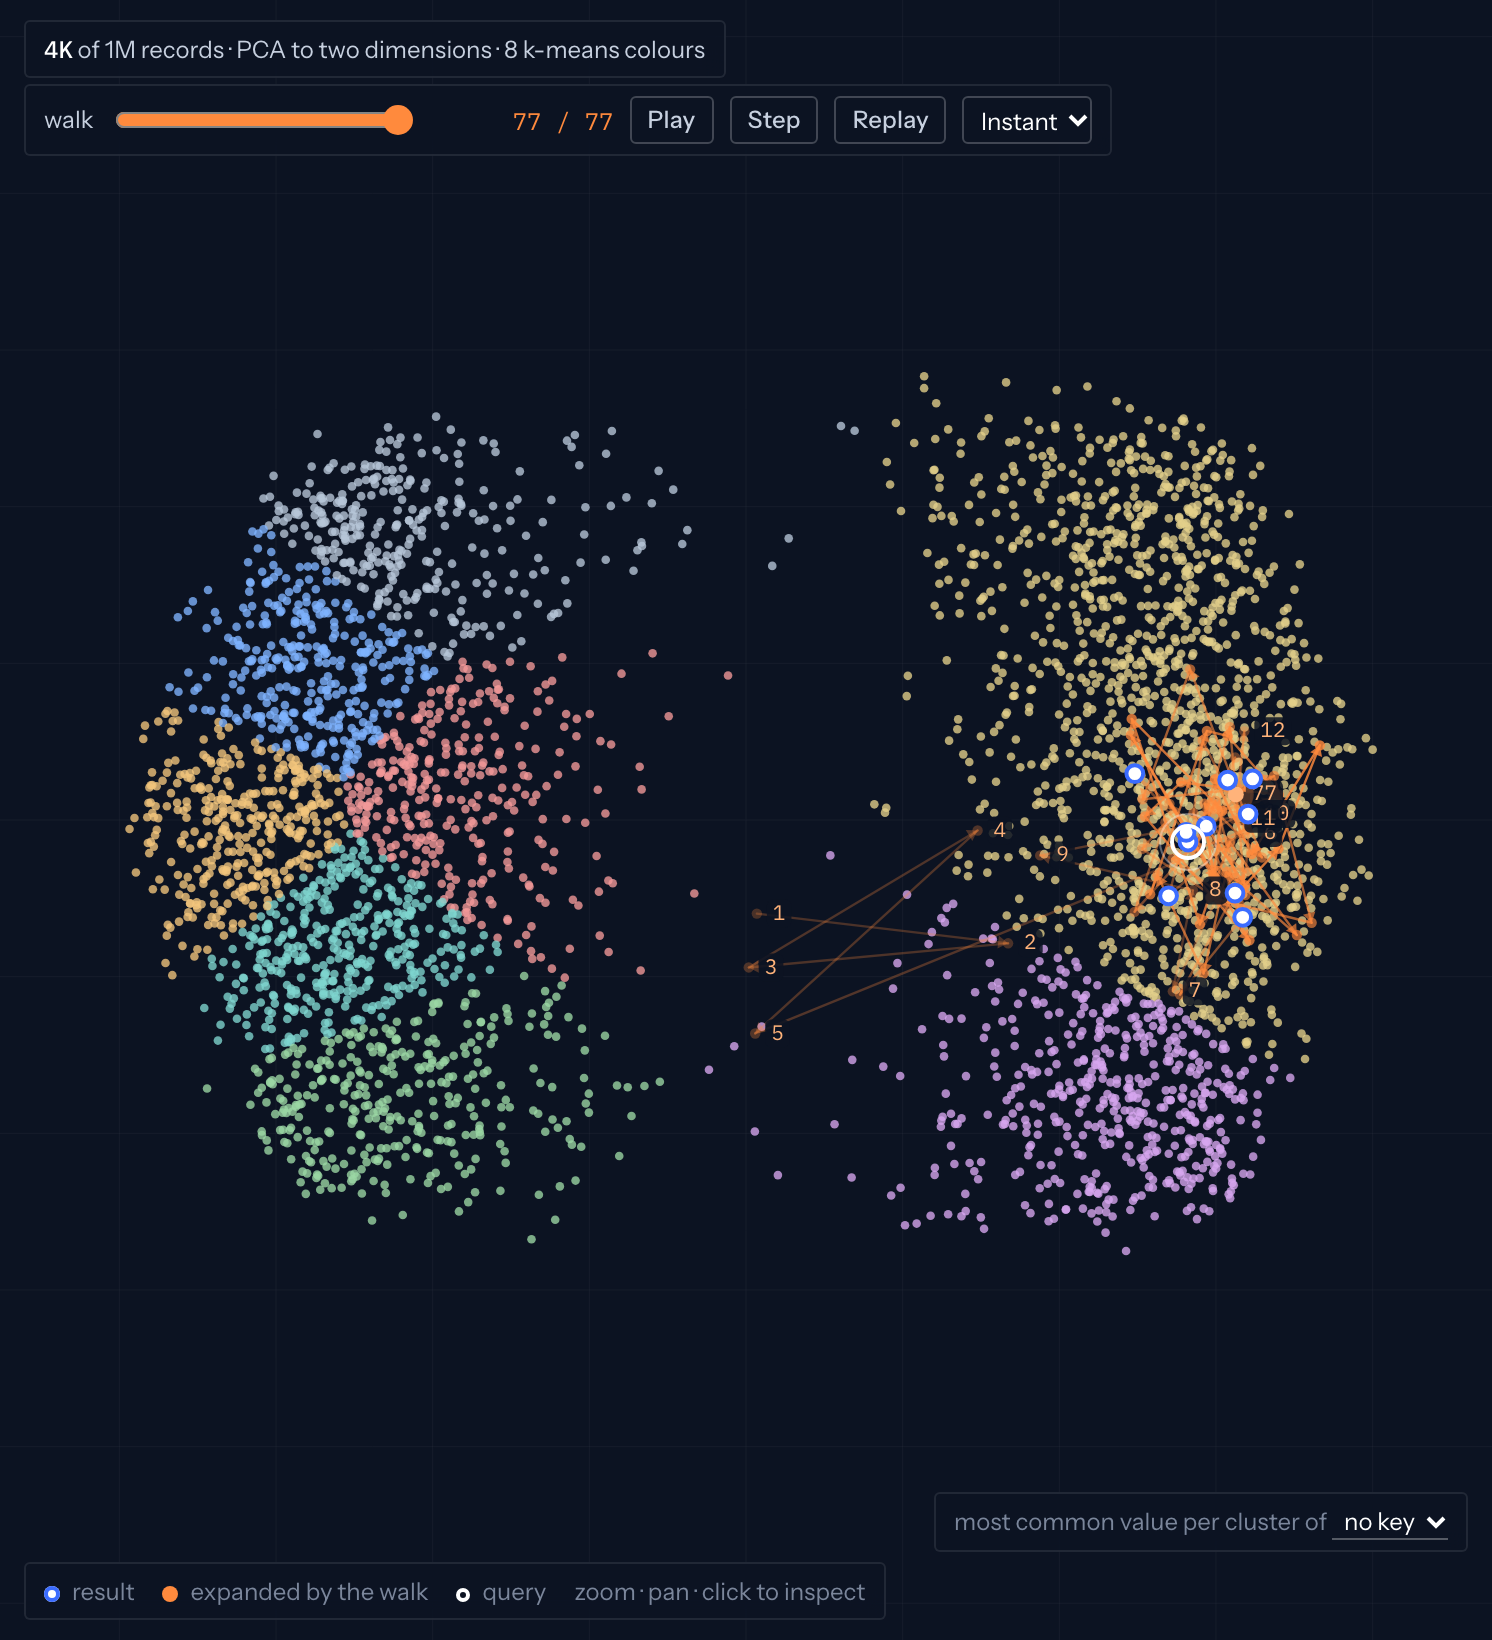 4K of 1M records · PCA to two dimensions · 8 k-means colours
walk 77 / 77 Play Step Replay Instant
12
77
11
4
9
8
1
2
3
7
5
most common value per cluster of no key
result expanded by the walk query zoom · pan · click to inspect